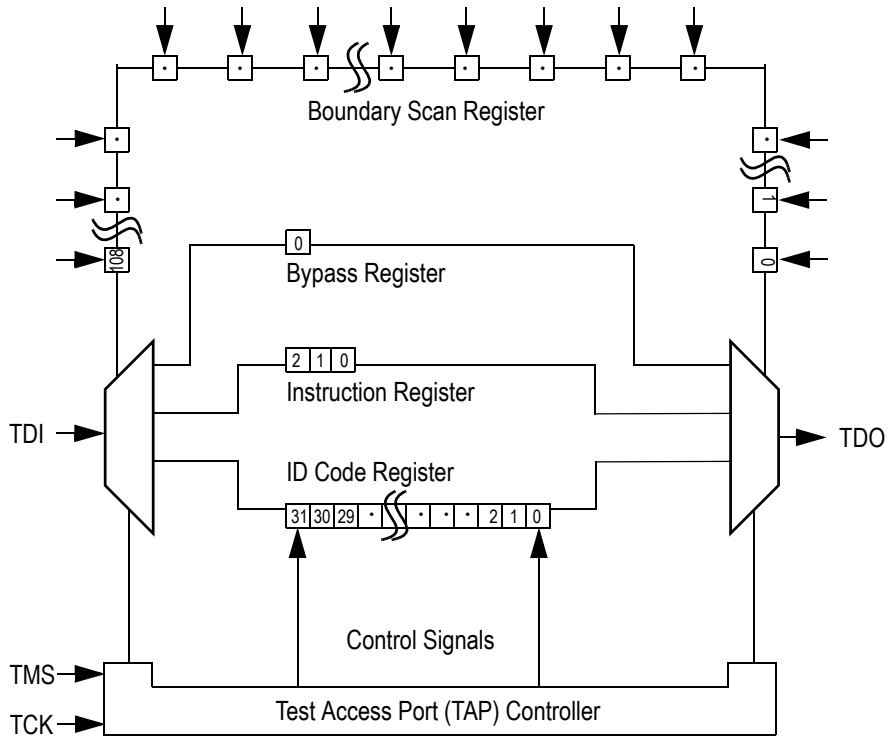 · · · · · · · ·
Boundary Scan Register
· ·
· 1
108 0
0
Bypass Register
2 1 0
Instruction Register
TDI
TDO
ID Code Register
31 30 29 · · · · 2 1 0
Control Signals
TMS
Test Access Port (TAP) Controller
TCK